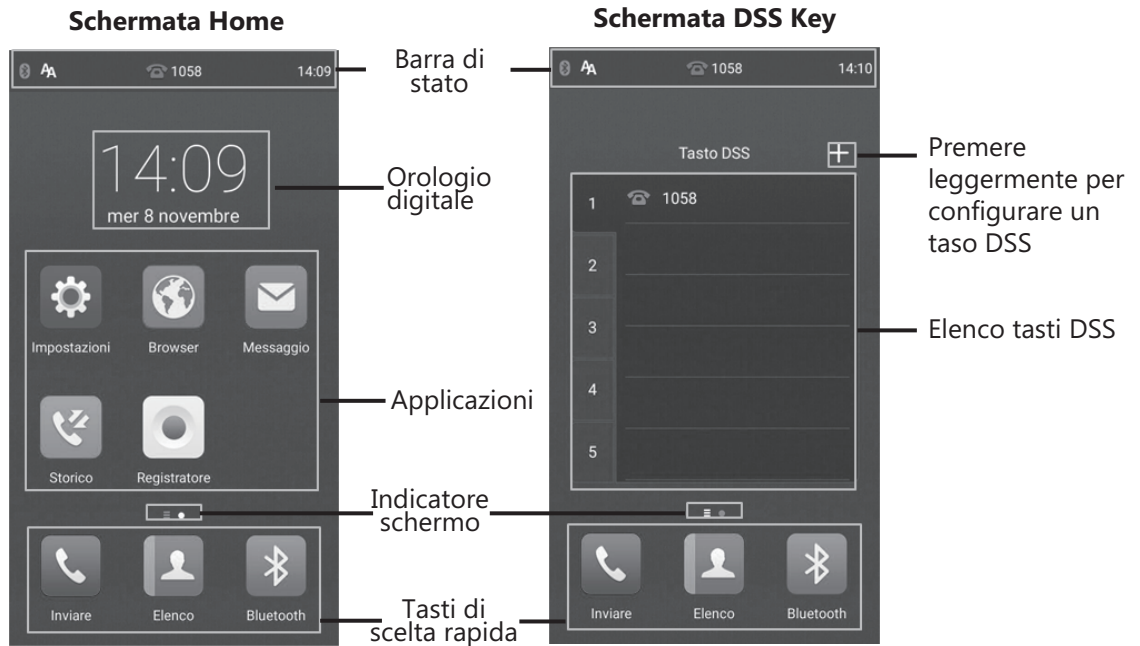 Schermata Home
Schermata DSS Key
1058
14:09
Barra di
stato
1058
14:10
14:09
mer 8 novembre
Orologio
digitale
Tasto DSS
Premere
leggermente per
configurare un
taso DSS
1
1058
2
3
4
5
Elenco tasti DSS
Impostazioni
Browser
Messaggio
Storico
Registratore
Applicazioni
Indicatore
schermo
Inviare
Elenco
Bluetooth
Tasti di
scelta rapida
Inviare
Elenco
Bluetooth